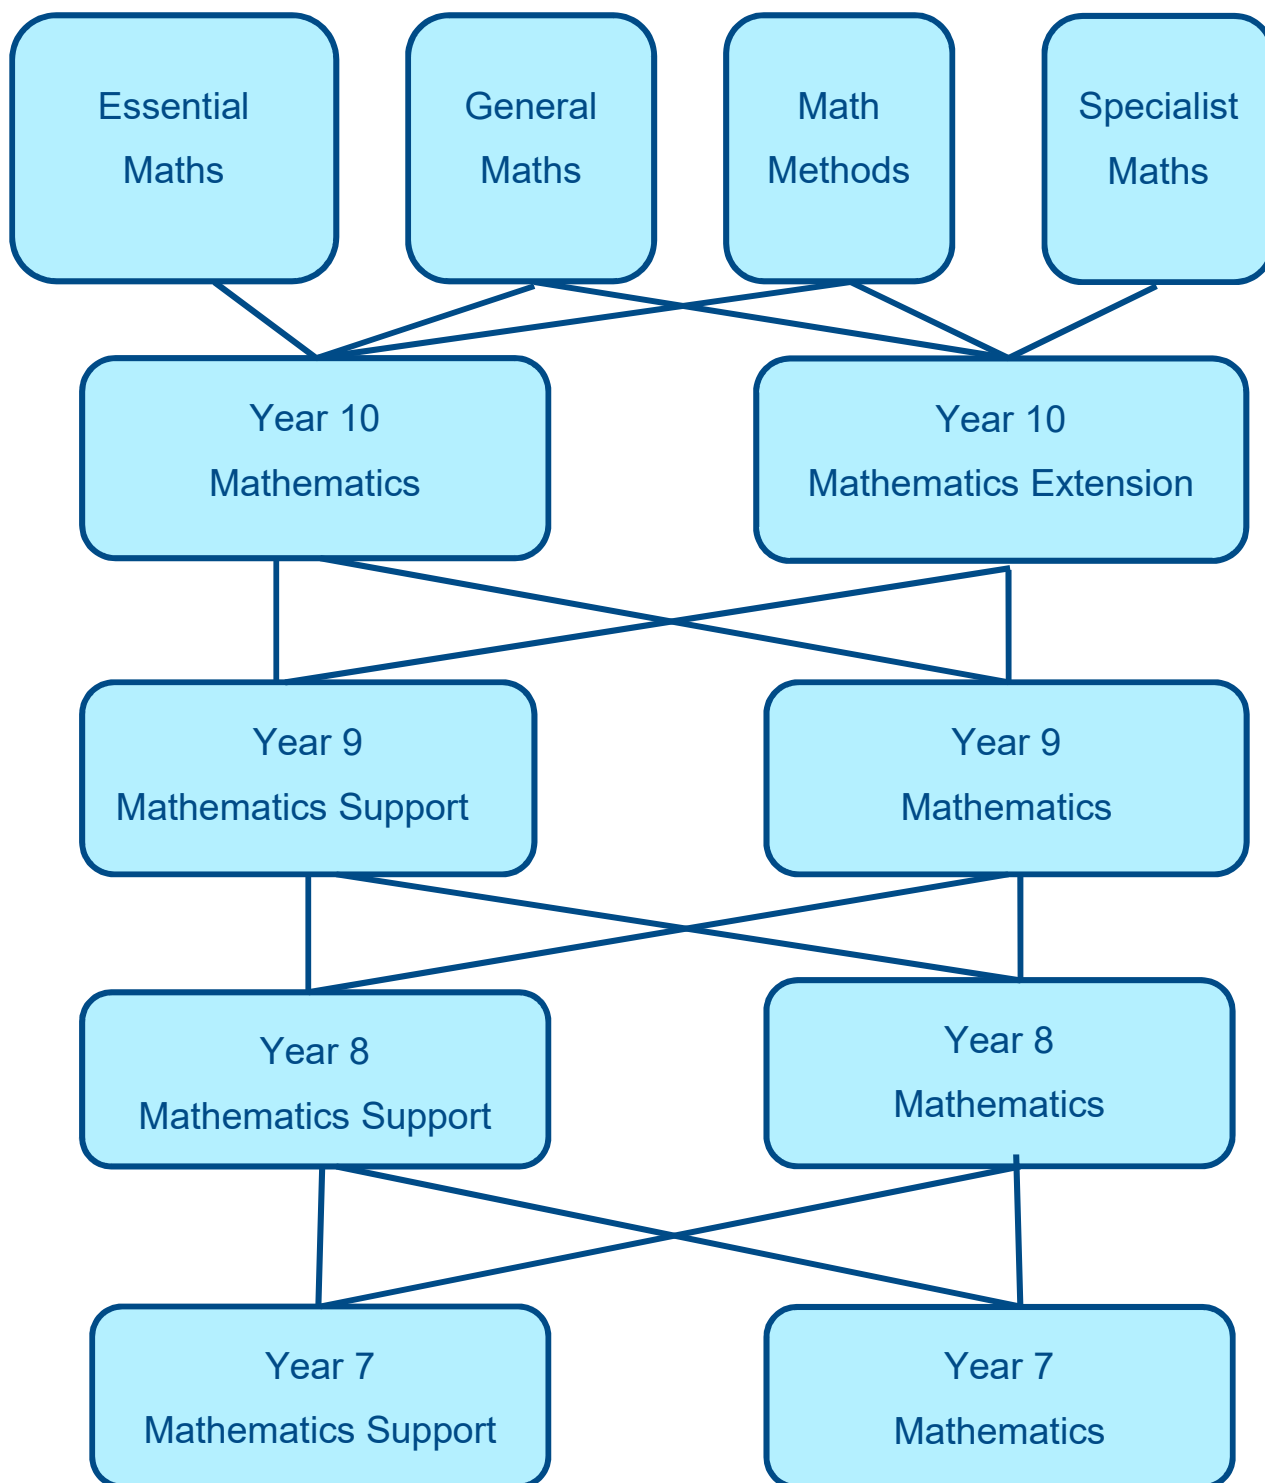 Essential
Maths
General
Maths
Math
Methods
Specialist
Maths
Year 10
Mathematics
Year 10
Mathematics Extension
Year 9
Mathematics Support
Year 9
Mathematics
Year 8
Mathematics Support
Year 8
Mathematics
Year 7
Mathematics Support
Year 7
Mathematics